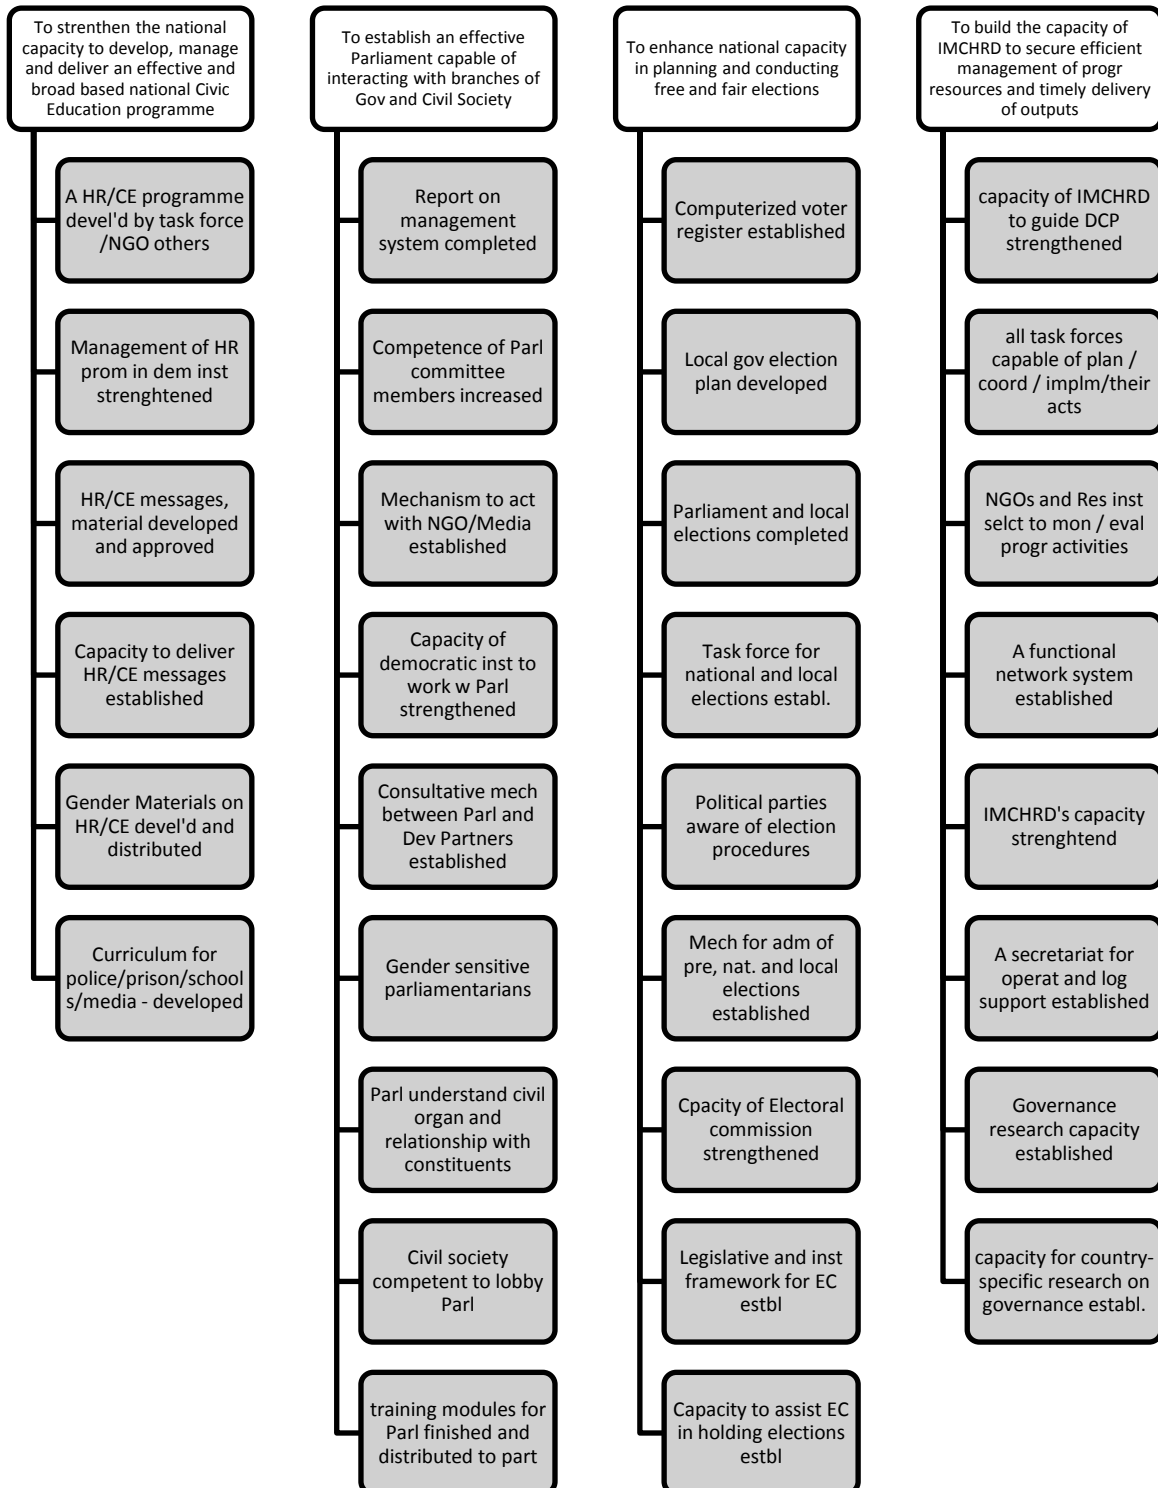 To strenthen the national
capacity to develop, manage
and deliver an effective and
broad based national Civic
Education programme
A HR/CE programme
devel'd by task force
/NGO others
Management of HR
prom in dem inst
strenghtened
HR/CE messages,
material developed
and approved
Capacity to deliver
HR/CE messages
established
Gender Materials on
HR/CE devel'd and
distributed
Curriculum for
police/prison/school
s/media - developed
To establish an effective
Parliament capable of
interacting with branches of
Gov and Civil Society
Report on
management
system completed
Competence of Parl
committee
members increased
Mechanism to act
with NGO/Media
established
Capacity of
democratic inst to
work w Parl
strengthened
Consultative mech
between Parl and
Dev Partners
established
Gender sensitive
parliamentarians
Parl understand civil
organ and
relationship with
constituents
Civil society
competent to lobby
Parl
training modules for
Parl finished and
distributed to part
To enhance national capacity
in planning and conducting
free and fair elections
Computerized voter
register established
Local gov election
plan developed
Parliament and local
elections completed
Task force for
national and local
elections establ.
Political parties
aware of election
procedures
Mech for adm of
pre, nat. and local
elections
established
Cpacity of Electoral
commission
strengthened
Legislative and inst
framework for EC
estbl
Capacity to assist EC
in holding elections
estbl
To build the capacity of
IMCHRD to secure efficient
management of progr
resources and timely delivery
of outputs
capacity of IMCHRD
to guide DCP
strengthened
all task forces
capable of plan /
coord / implm/their
acts
NGOs and Res inst
selct to mon / eval
progr activities
A functional
network system
established
IMCHRD's capacity
strenghtend
A secretariat for
operat and log
support established
Governance
research capacity
established
capacity for country-
specific research on
governance establ.